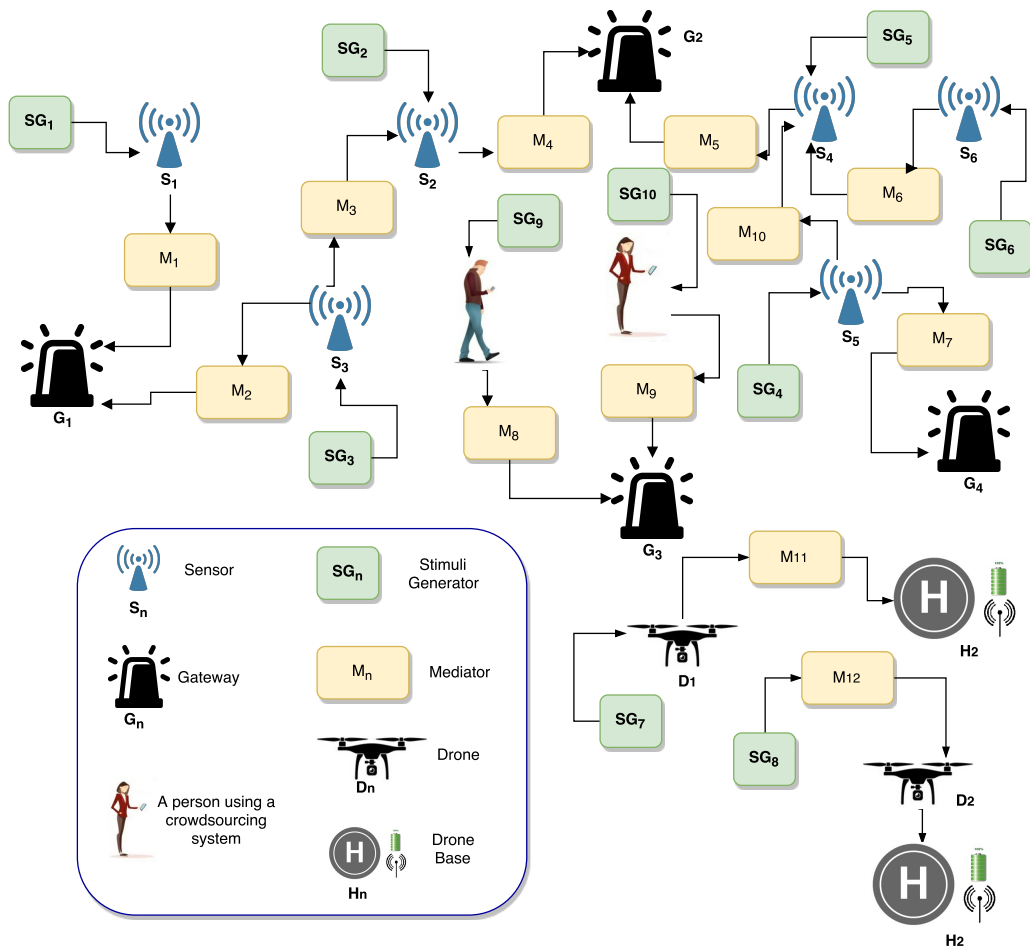 SG1
S1
M1
G1
SG2
S2
M3
M4
G2
S3
M2
SG3
SG9
M8
SG10
M9
G3
M5
SG5
S4
S6
M6
M10
SG6
S5
SG4
M7
G4
Sensor
Sn
SGn
Stimuli
Generator
Gateway
Gn
Mn
Mediator
Drone
Dn
A person using a
crowdsourcing
system
Drone
Base
Hn
M11
H2
D1
SG7
M12
SG8
D2
H2
H
H
H